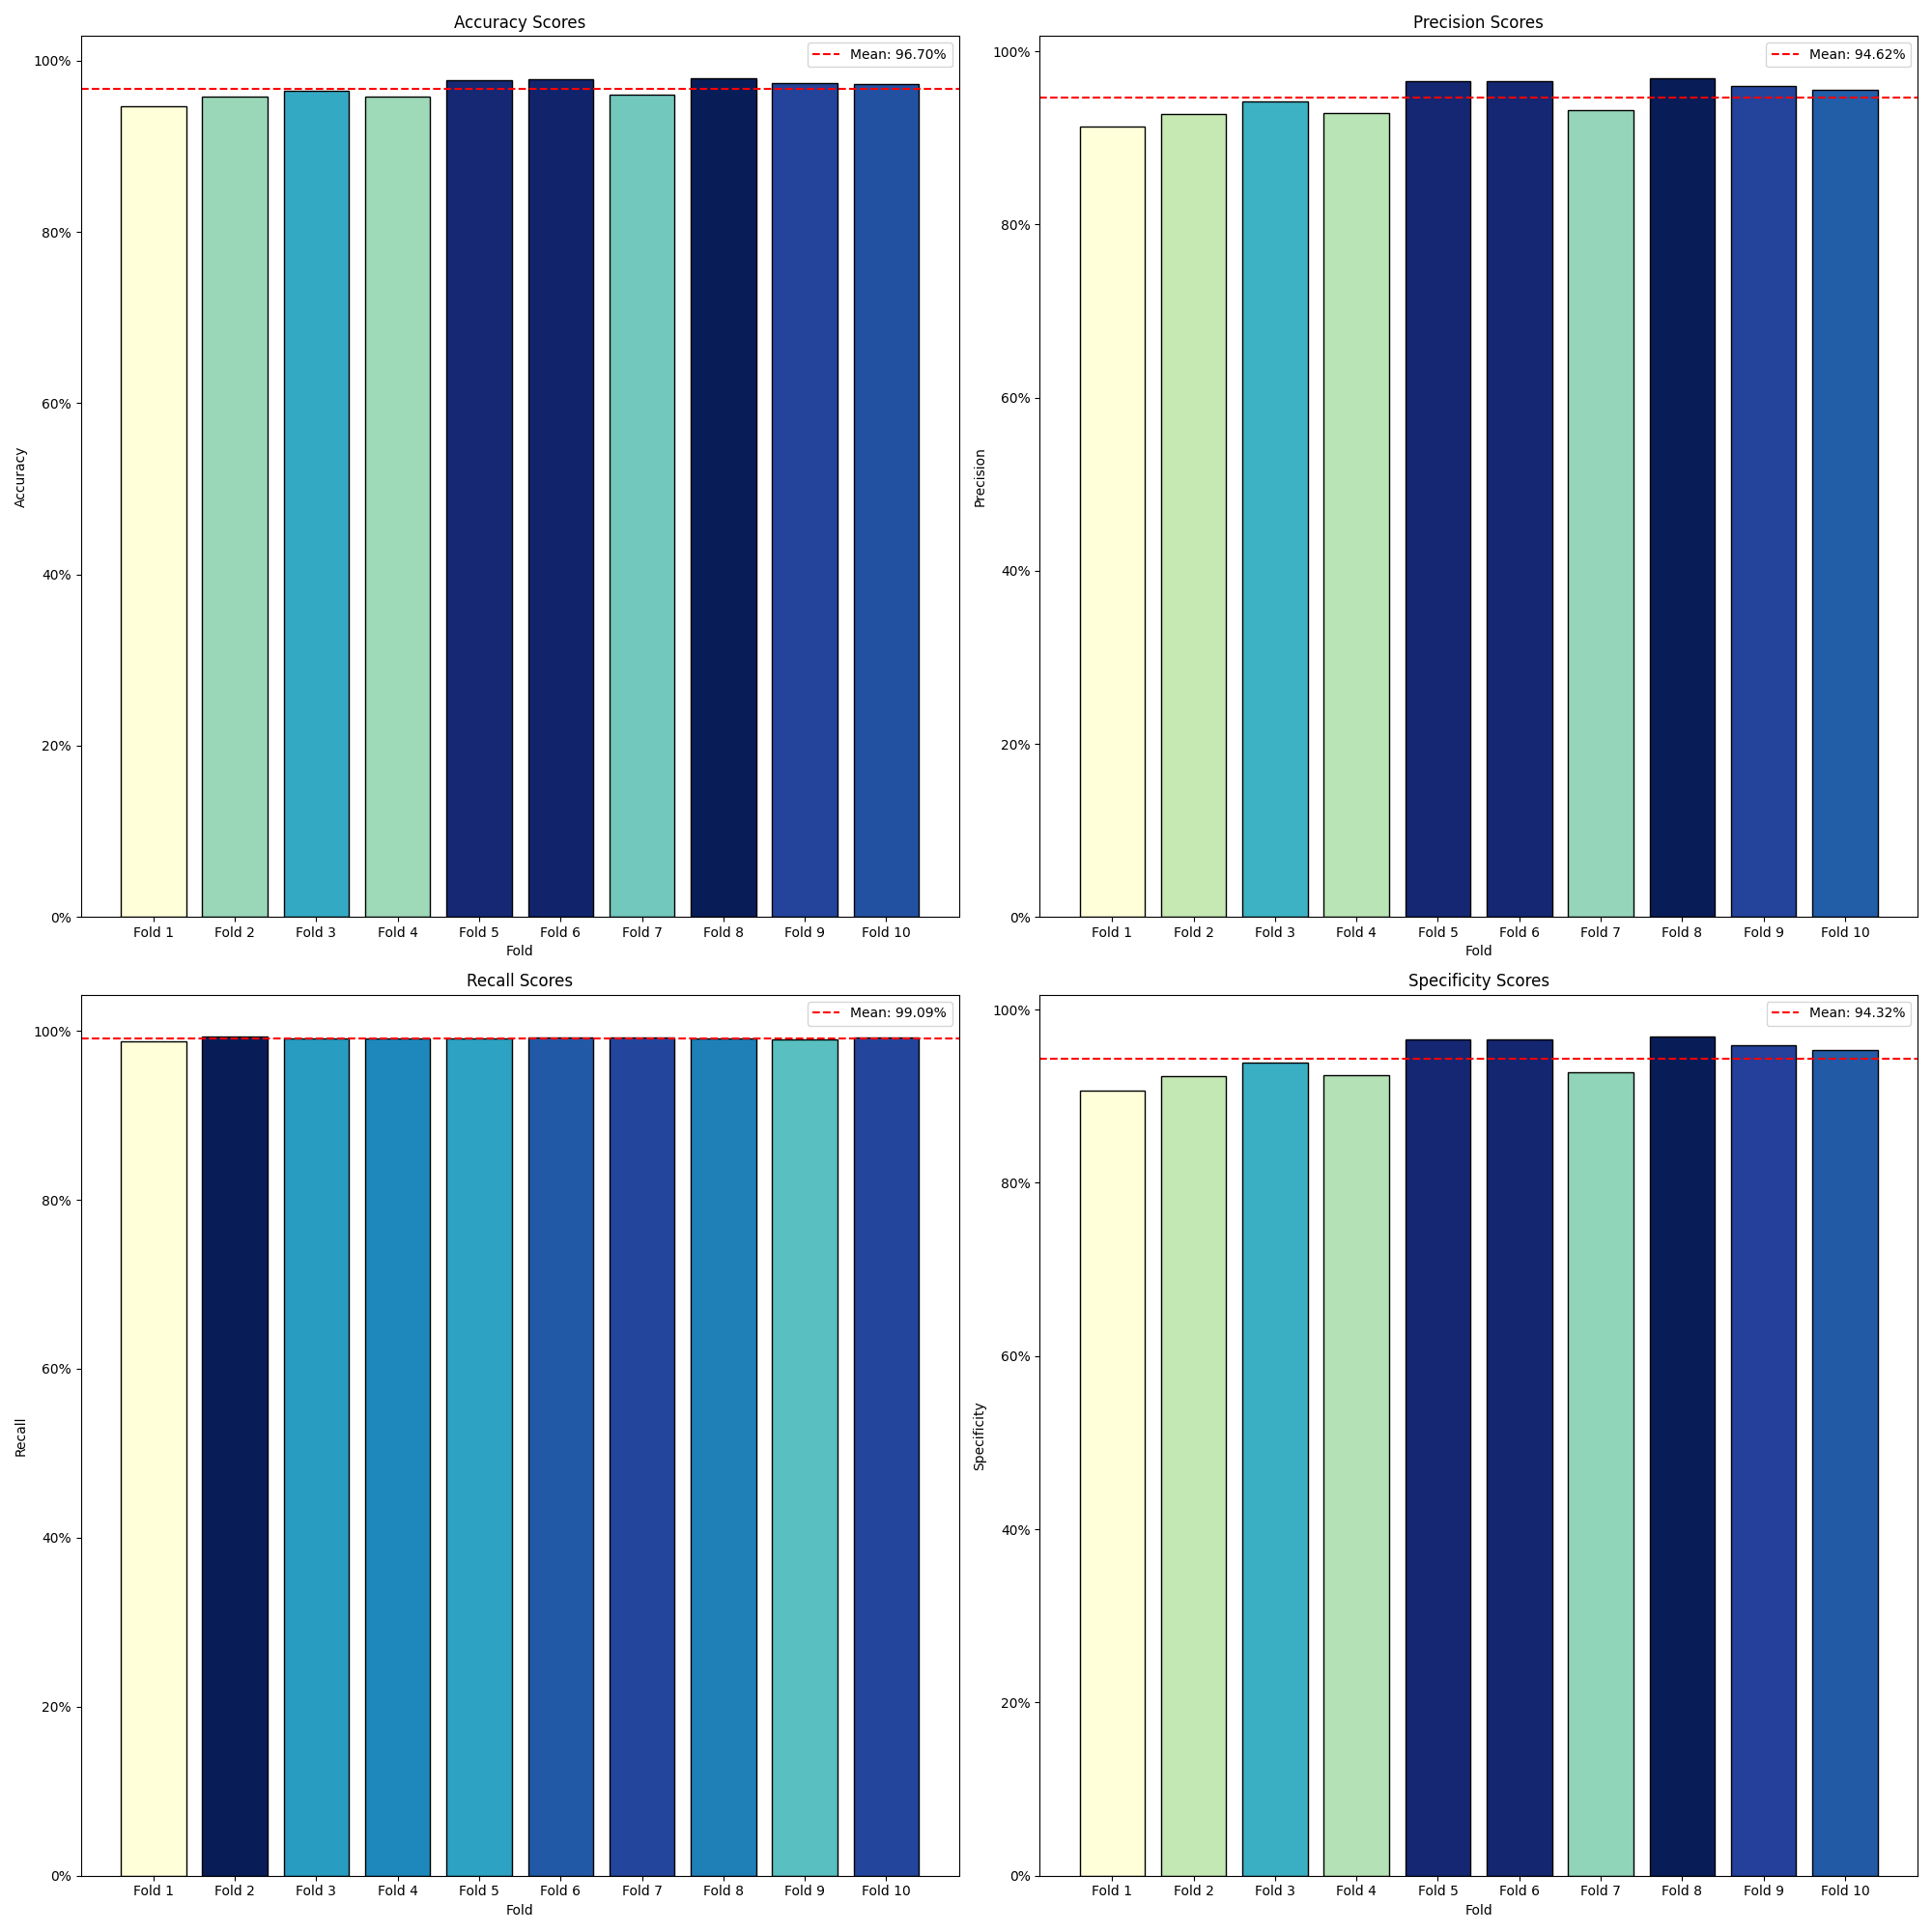 Accuracy Scores
Mean: 96.70%
100%
80%
60%
40%
20%
0%
Accuracy
Fold 1 Fold 2 Fold 3 Fold 4 Fold 5 Fold 6 Fold 7 Fold 8 Fold 9 Fold 10
Fold
Precision Scores
Mean: 94.62%
100%
80%
60%
40%
20%
0%
Precision
Fold 1 Fold 2 Fold 3 Fold 4 Fold 5 Fold 6 Fold 7 Fold 8 Fold 9 Fold 10
Fold
Recall Scores
Mean: 99.09%
100%
80%
60%
40%
20%
0%
Recall
Fold 1 Fold 2 Fold 3 Fold 4 Fold 5 Fold 6 Fold 7 Fold 8 Fold 9 Fold 10
Fold
Specificity Scores
Mean: 94.32%
100%
80%
60%
40%
20%
0%
Specificity
Fold 1 Fold 2 Fold 3 Fold 4 Fold 5 Fold 6 Fold 7 Fold 8 Fold 9 Fold 10
Fold